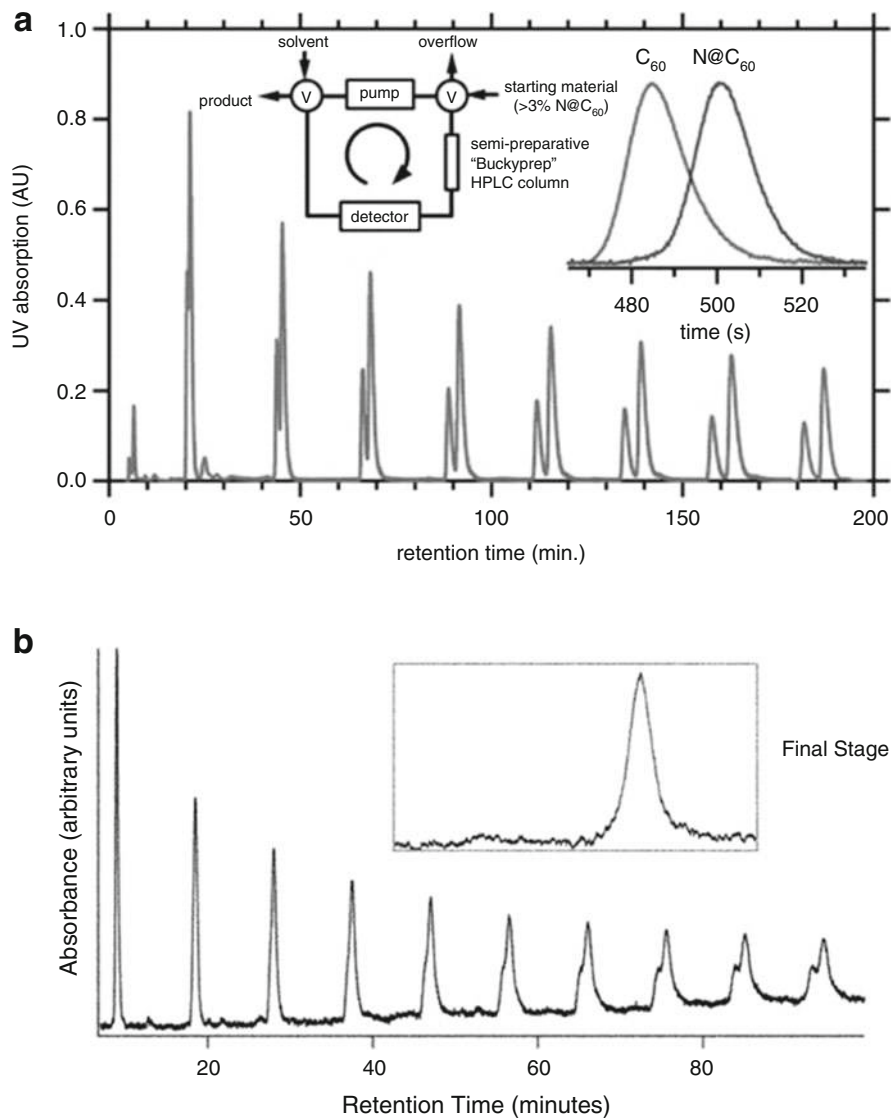 a
1.0
0.8
0.6
0.4
0.2
0.0
UV absorption (AU)
solvent
overflow
product
V
pump
V
starting material
(>3% N@C60)
semi-preparative
“Buckyprep”
HPLC column
detector
C60
N@C60
480
500
520
time (s)
0
50
100
150
200
retention time (min.)
b
Absorbance (arbitrary units)
Final Stage
20
40
60
80
Retention Time (minutes)